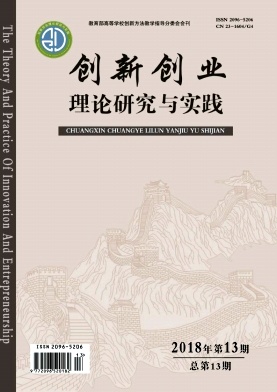 教育部高等学校创新方法教学指导分委会会刊
ISSN 2096-5206
CN 23-1604/G4
创新创业
理论研究与实践
CHUANGXIN CHUANGYE LILUN YANJIU YU SHIJIAN
The Theory And Practice Of Innovation And Entrepreneurship
2018年第13期
总第13期
ISSN 2096-5206
9 772096 520182